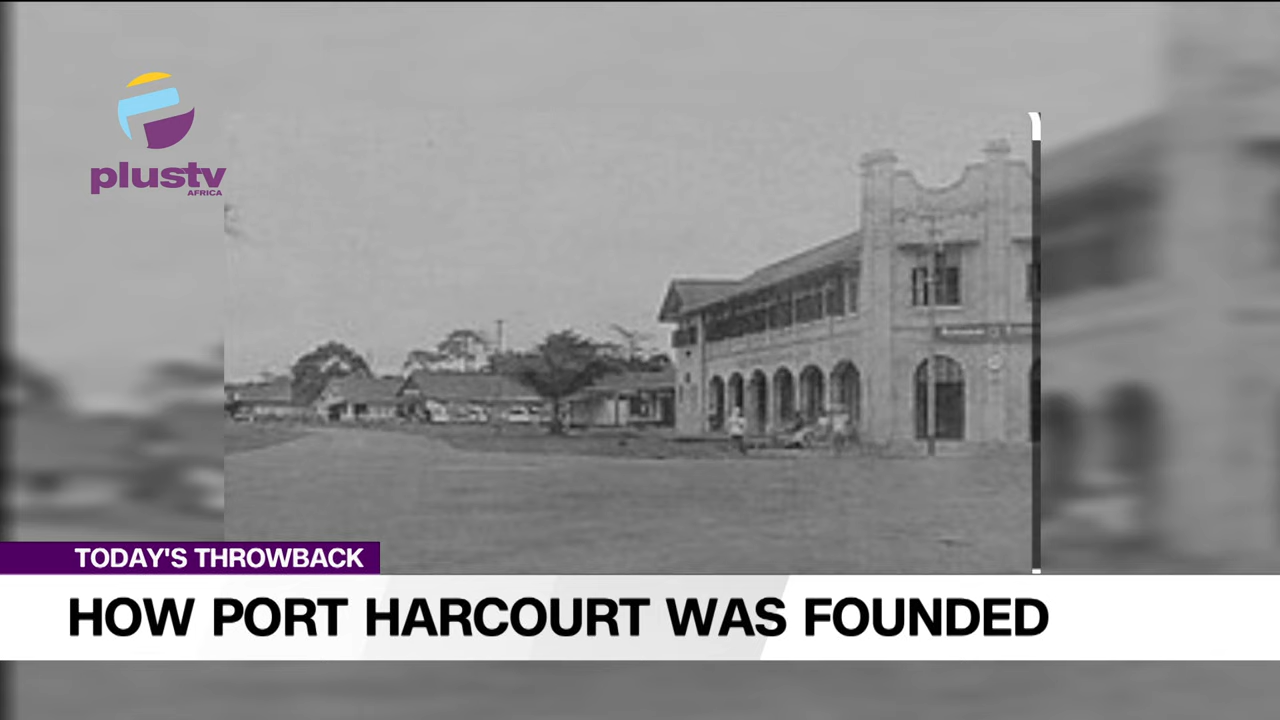 plustv
AFRICA
TODAY'S THROWBACK
HOW PORT HARCOURT WAS FOUNDED